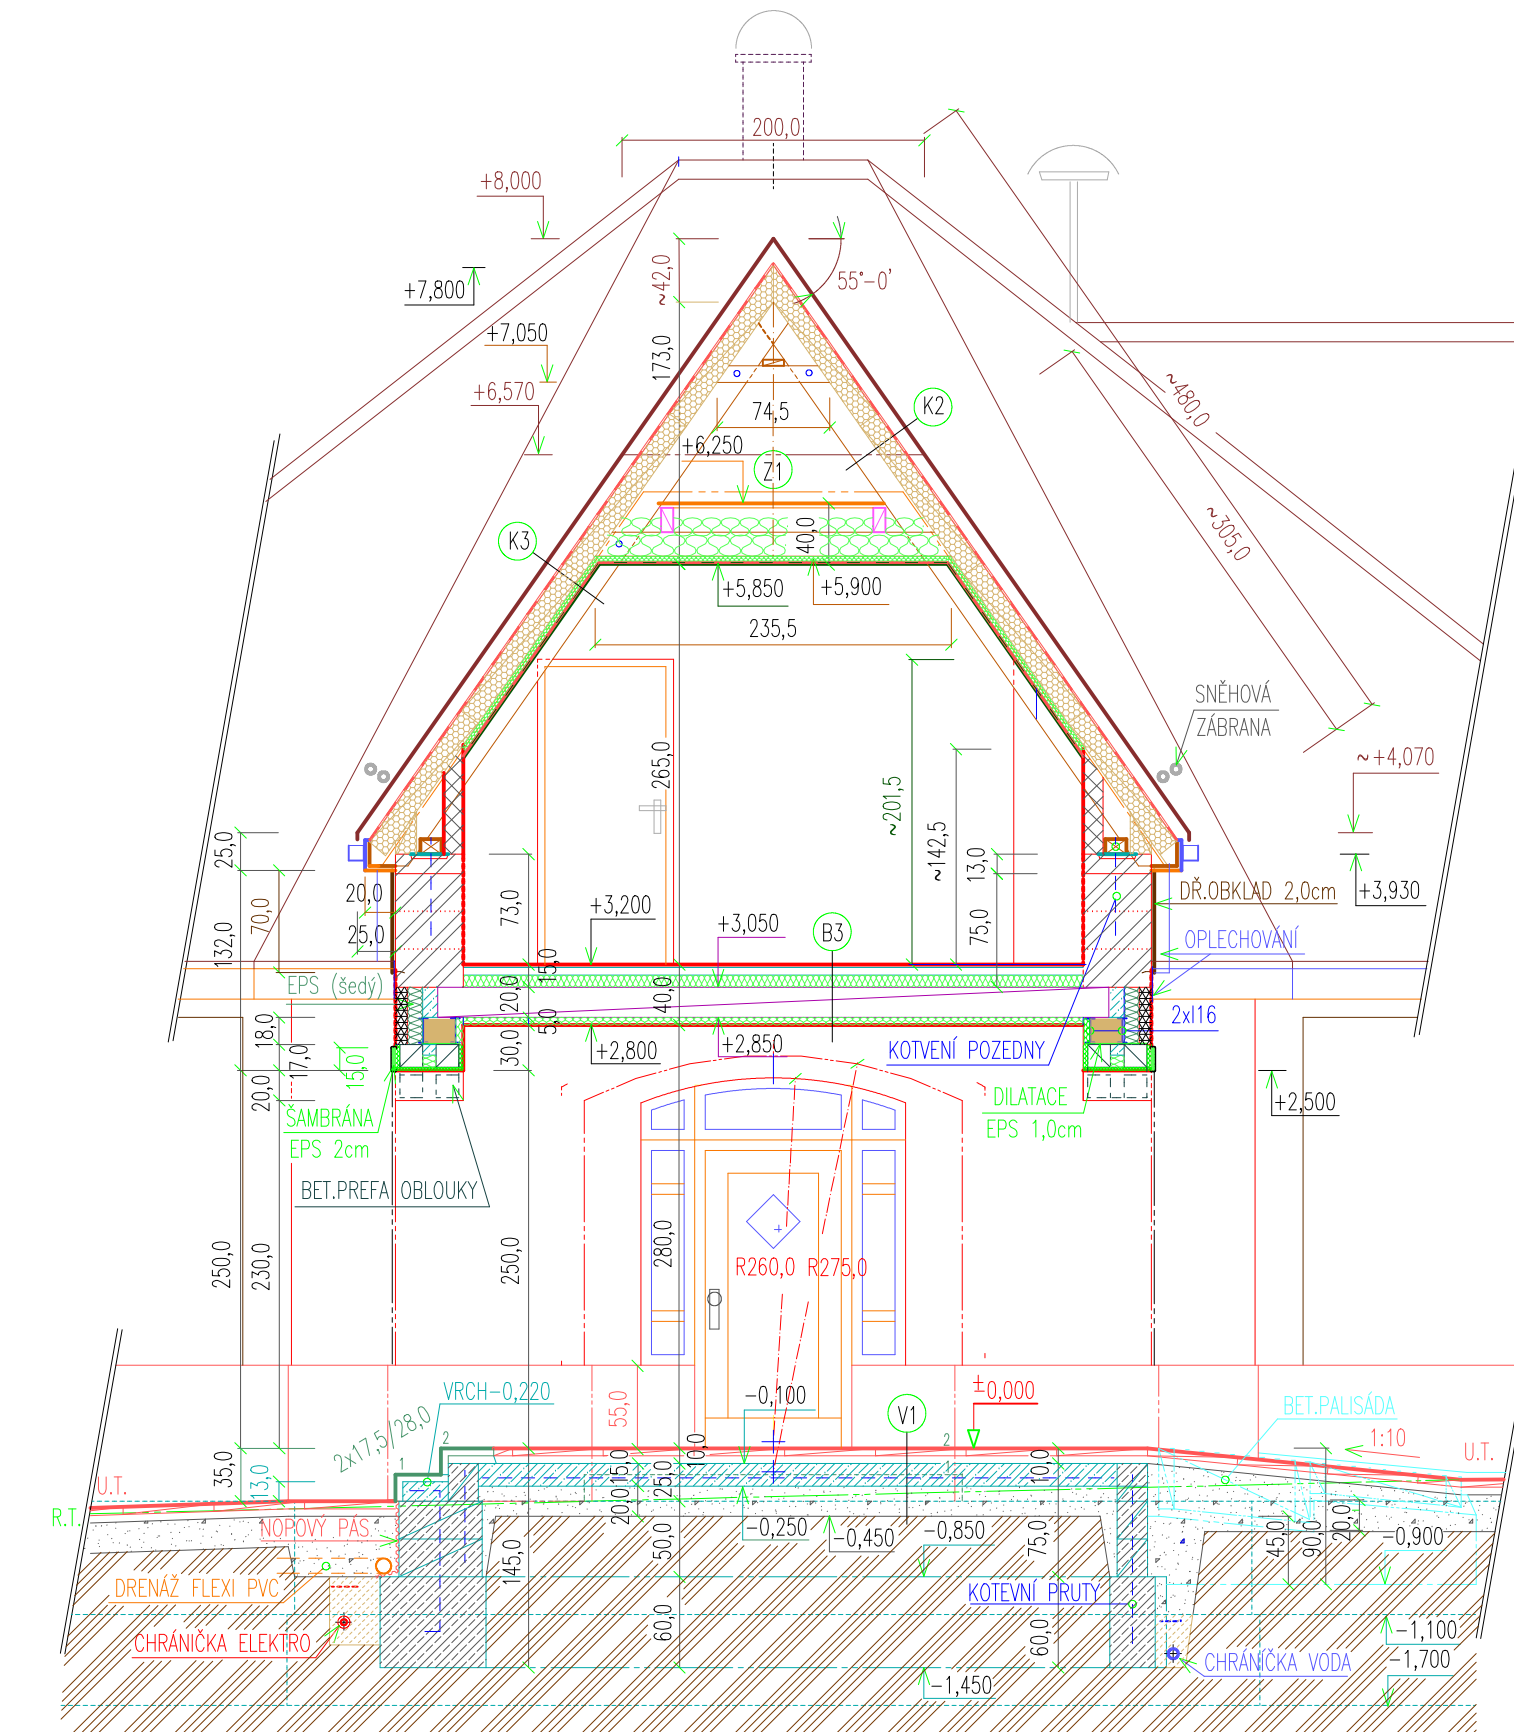 200,0
+8,000
+7,800
~42,0
55°-0'
+7,050
173,0
+6,570
~480,0
74,5
K2
+6,250
Z1
~305,0
K3
40,0
+5,850
+5,900
235,5
SNĚHOVÁ
ZÁBRANA
265,0
~201,5
~+4,070
25,0
~142,5
13,0
20,0
73,0
+3,200
+3,050
B3
75,0
DŘ.OBKLAD 2,0cm
+3,930
70,0
132,0
25,0
OPLECHOVÁNÍ
15,0
EPS (šedý)
20,0
40,0
5,0
2xI16
18,0
17,0
15,0
30,0
+2,800
+2,850
KOTVENÍ POZEDNY
20,0
ŠAMBRÁNA
EPS 2cm
DILATACE
EPS 1,0cm
+2,500
BET.PREFA OBLOUKY
250,0
230,0
250,0
280,0
R260,0
R275,0
VRCH-0,220
-0,100
±0,000
55,0
V1
BET.PALISÁDA
2x17,5/28,0
2
2
1:10
U.T.
10,0
35,0
13,0
1
1
15,0
25,0
10,0
U.T.
20,0
R.T.
NOPOVÝ PÁS
-0,250
-0,450
-0,850
45,0
90,0
20,0
-0,900
145,0
50,0
75,0
DRENÁŽ FLEXI PVC
KOTEVNÍ PRUTY
60,0
60,0
CHRÁNIČKA ELEKTRO
-1,100
CHRÁNIČKA VODA
-1,700
-1,450